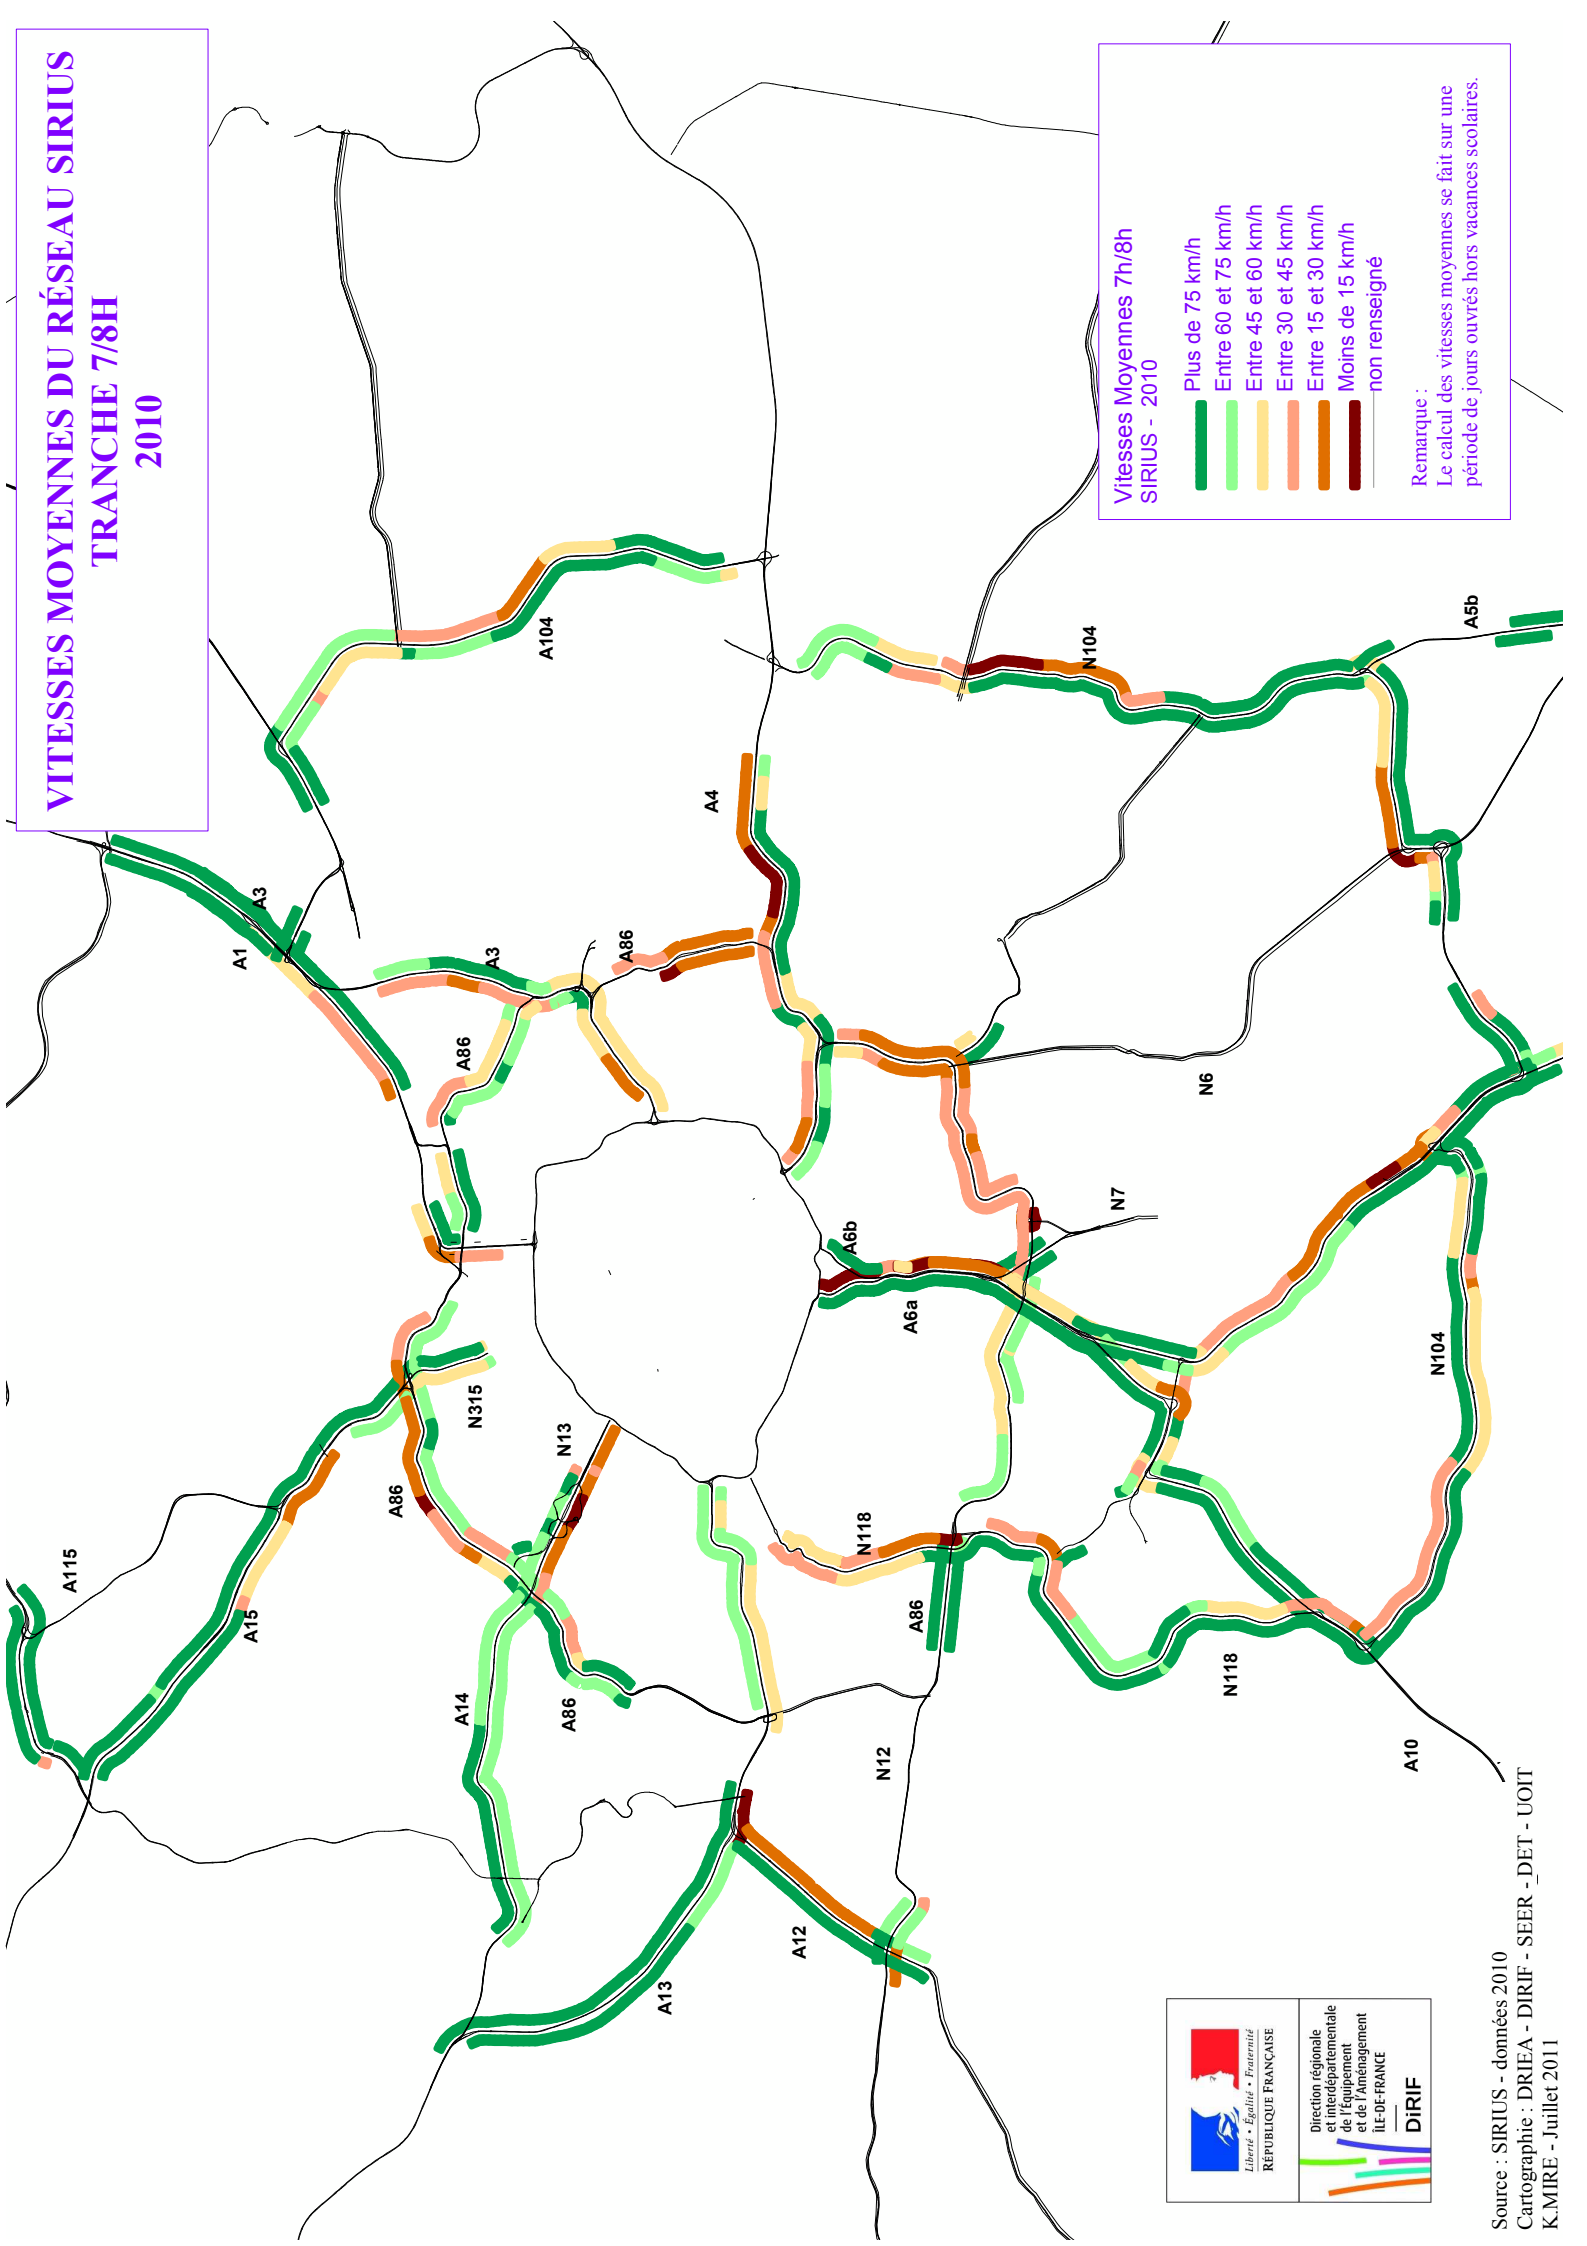 VITESSES MOYENNES DU RÉSEAU SIRIUS
TRANCHE 7/8H
2010
A115
A15
A14
A86
A13
A12
N12
A86
N315
N13
A86
N118
A86
N118
A10
A1
A3
A86
A3
A86
A6b
A6a
N7
N6
N104
A104
A4
N104
A5b
Vitesses Moyennes 7h/8h
SIRIUS - 2010
Plus de 75 km/h
Entre 60 et 75 km/h
Entre 45 et 60 km/h
Entre 30 et 45 km/h
Entre 15 et 30 km/h
Moins de 15 km/h
non renseigné
Remarque :
Le calcul des vitesses moyennes se fait sur une
période de jours ouvrés hors vacances scolaires.
Liberté • Égalité • Fraternité
RÉPUBLIQUE FRANÇAISE
Direction régionale
et interdépartementale
de l'Équipement
et de l'Aménagement
ÎLE-DE-FRANCE
DiRIF
Source : SIRIUS - données 2010
Cartographie : DRIEA - DIRIF - SEER - DET - UOIT
K.MIRE - Juillet 2011